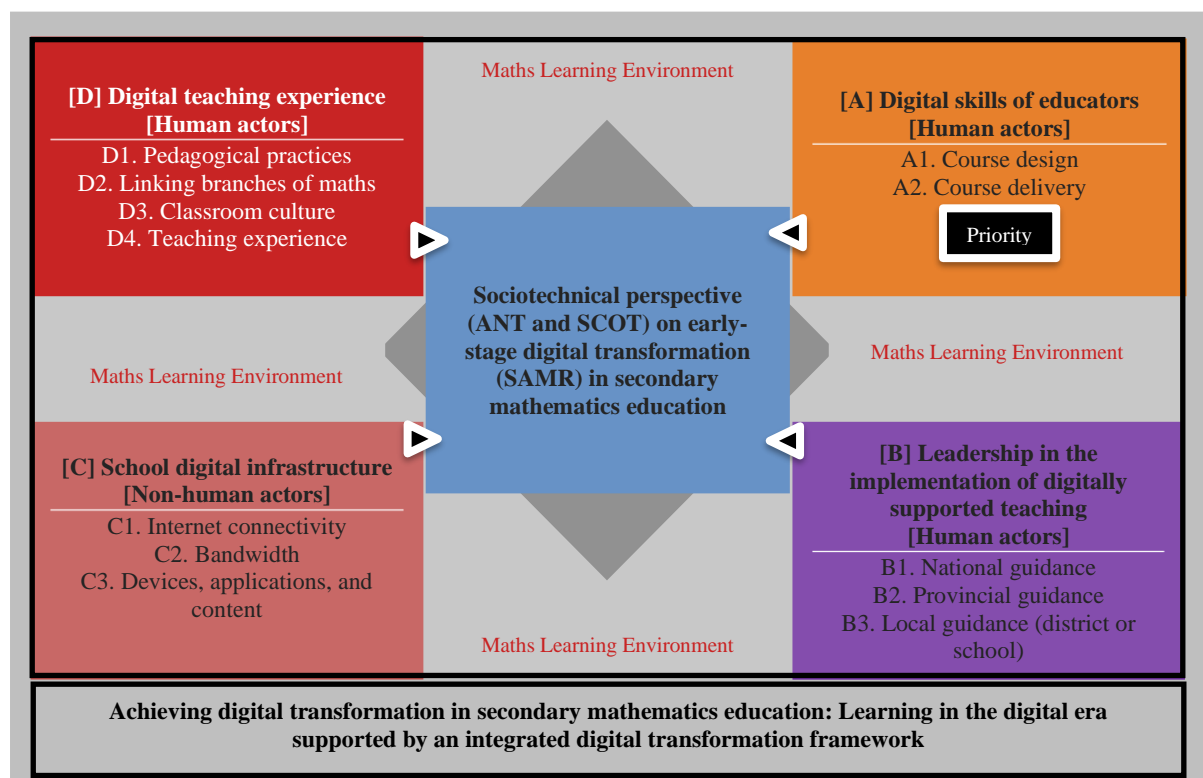 Maths Learning Environment
[D] Digital teaching experience
[Human actors]
D1. Pedagogical practices
D2. Linking branches of maths
D3. Classroom culture
D4. Teaching experience
[A] Digital skills of educators
[Human actors]
A1. Course design
A2. Course delivery
Priority
Sociotechnical perspective
(ANT and SCOT) on early-
stage digital transformation
(SAMR) in secondary
mathematics education
Maths Learning Environment
Maths Learning Environment
[C] School digital infrastructure
[Non-human actors]
C1. Internet connectivity
C2. Bandwidth
C3. Devices, applications, and
content
[B] Leadership in the
implementation of digitally
supported teaching
[Human actors]
B1. National guidance
B2. Provincial guidance
B3. Local guidance (district or
school)
Maths Learning Environment
Achieving digital transformation in secondary mathematics education: Learning in the digital era
supported by an integrated digital transformation framework